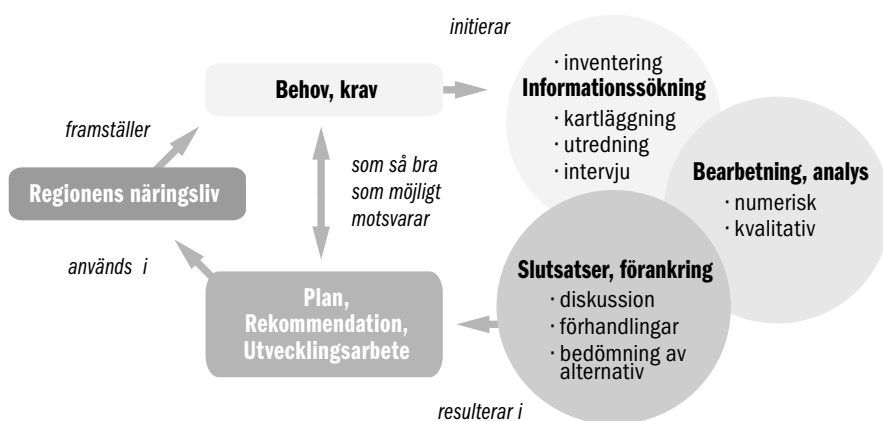 initierar
· inventering
Informationssökning
· kartläggning
· utredning
· intervju
Behov, krav
framställer
som så bra
som möjligt
motsvarar
Regionens näringsliv
Bearbetning, analys
· numerisk
· kvalitativ
används i
Plan,
Rekommendation,
Utvecklingsarbete
Slutsatser, förankring
· diskussion
· förhandlingar
· bedömning av
alternativ
resulterar i